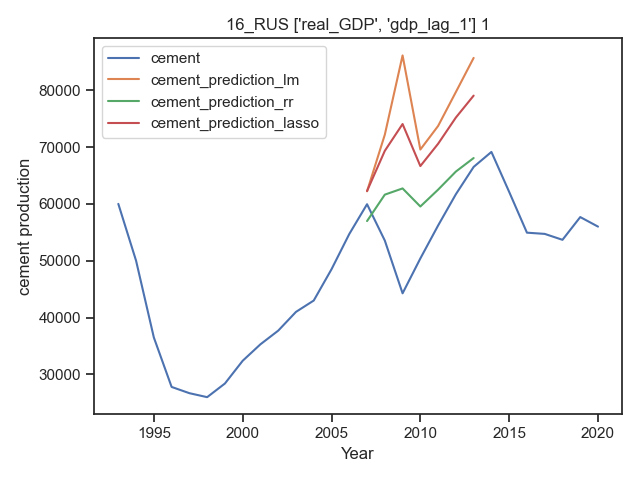 16_RUS ['real_GDP', 'gdp_lag_1'] 1
cement
cement_prediction_lm
cement_prediction_rr
cement_prediction_lasso
cement production
80000
70000
60000
50000
40000
30000
1995
2000
2005
2010
2015
2020
Year